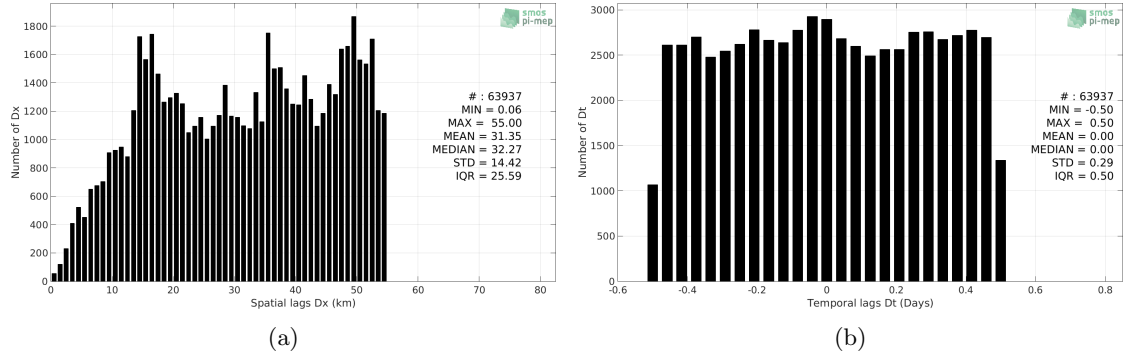 smos
pi-mep
1800
1600
1400
1200
1000
800
600
400
200
0
Number of Dx
# : 63937
MIN = 0.06
MAX = 55.00
MEAN = 31.35
MEDIAN = 32.27
STD = 14.42
IQR = 25.59
0 10 20 30 40 50 60 70 80
Spatial lags Dx (km)
(a)
smos
pi-mep
3000
2500
2000
1500
1000
500
0
Number of Dt
# : 63937
MIN = -0.50
MAX = 0.50
MEAN = 0.00
MEDIAN = 0.00
STD = 0.29
IQR = 0.50
-0.6 -0.4 -0.2 0 0.2 0.4 0.6 0.8
Temporal lags Dt (Days)
(b)